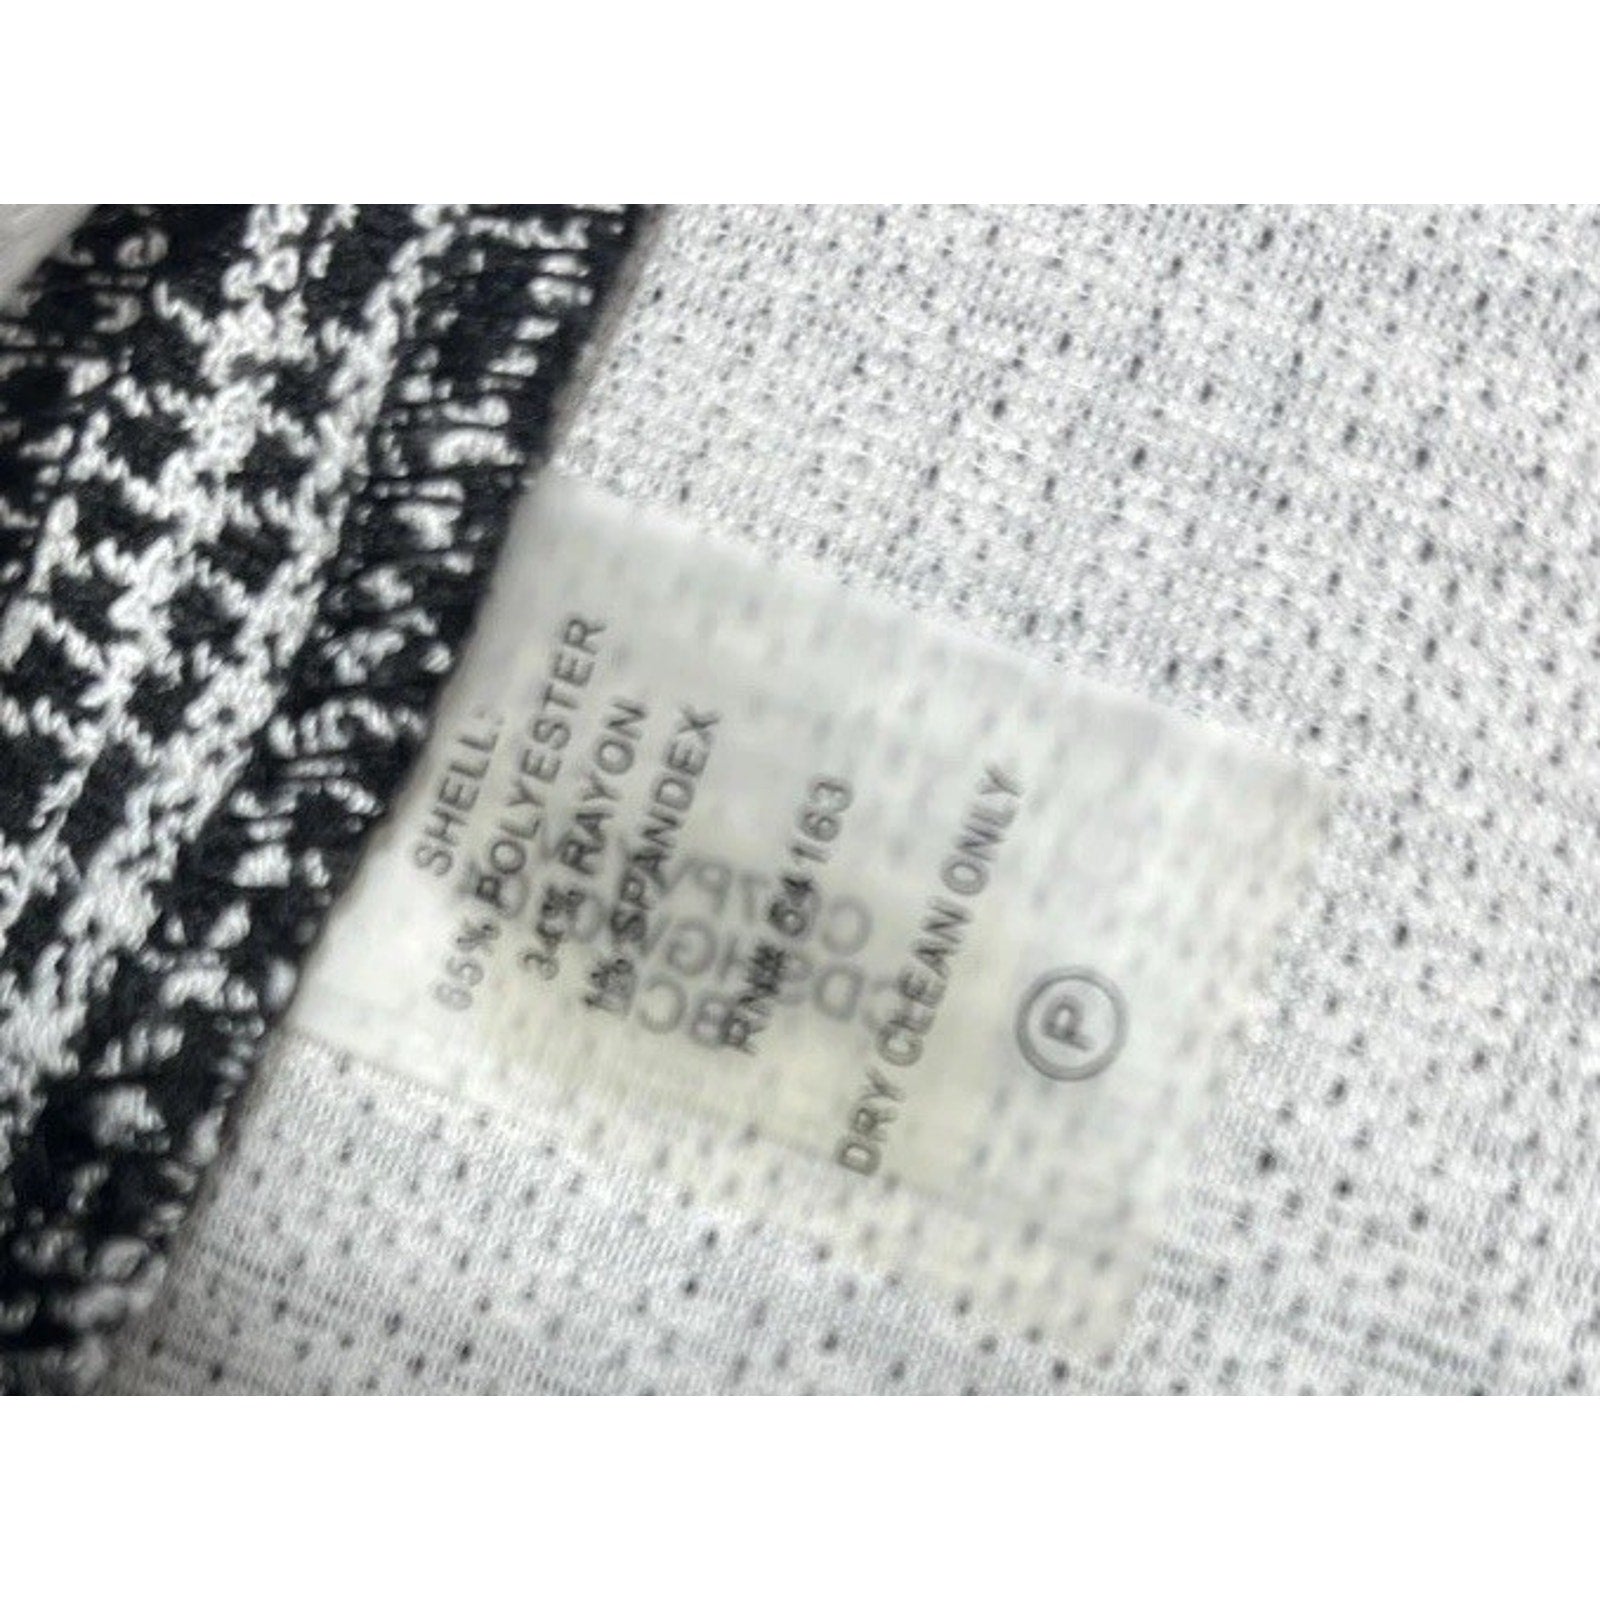 SHELL:
65% POLYESTER
34% RAYON
1% SPANDEX
RN# 54163
DRY CLEAN ONLY
P